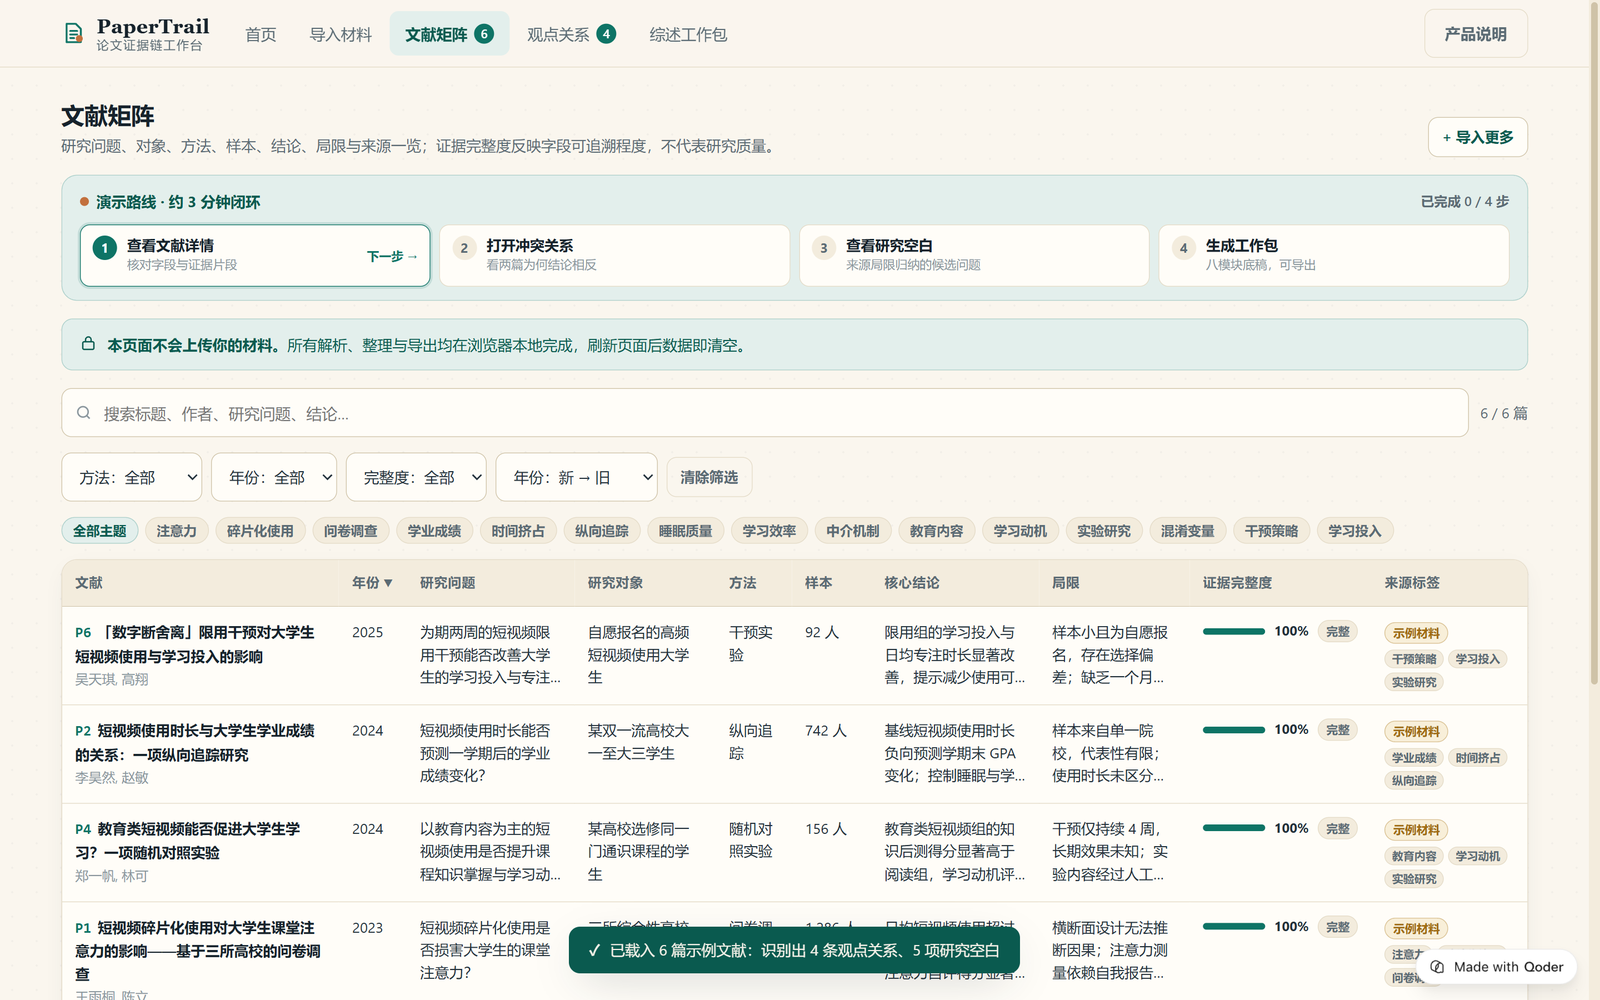 PaperTrail
论文证据链工作台
首页
导入材料
文献矩阵 6
观点关系 4
综述工作包
产品说明
文献矩阵
研究问题、对象、方法、样本、结论、局限与来源一览；证据完整度反映字段可追溯程度，不代表研究质量。
+ 导入更多
演示路线 · 约 3 分钟闭环
已完成 0 / 4 步
1 查看文献详情
核对字段与证据片段
下一步 →
2 打开冲突关系
看两篇为何结论相反
3 查看研究空白
来源局限归纳的候选问题
4 生成工作包
八模块底稿，可导出
本页面不会上传你的材料。所有解析、整理与导出均在浏览器本地完成，刷新页面后数据即清空。
搜索标题、作者、研究问题、结论...
6 / 6 篇
方法：全部
年份：全部
完整度：全部
年份：新 → 旧
清除筛选
全部主题 注意力 碎片化使用 问卷调查 学业成绩 时间挤占 纵向追踪 睡眠质量 学习效率 中介机制 教育内容 学习动机 实验研究 混淆变量 干预策略 学习投入
文献 年份 ▼ 研究问题 研究对象 方法 样本 核心结论 局限 证据完整度 来源标签
P6 「数字断舍离」限用干预对大学生
短视频使用与学习投入的影响
吴天琪, 高翔
2025
为期两周的短视频限
用干预能否改善大学
生的学习投入与专注...
自愿报名的高频
短视频使用大学
生
干预实
验
92 人
限用组的学习投入与
日均专注时长显著改
善，提示减少使用可...
样本小且为自愿报
名，存在选择偏
差；缺乏一个月...
100% 完整
示例材料
干预策略 学习投入
实验研究
P2 短视频使用时长与大学生学业成绩
的关系：一项纵向追踪研究
李昊然, 赵敏
2024
短视频使用时长能否
预测一学期后的学业
成绩变化？
某双一流高校大
一至大三学生
纵向追
踪
742 人
基线短视频使用时长
负向预测学期末 GPA
变化；控制睡眠与学...
样本来自单一院
校，代表性有限；
使用时长未区分...
100% 完整
示例材料
学业成绩 时间挤占
纵向追踪
P4 教育类短视频能否促进大学生学
习？一项随机对照实验
郑一帆, 林可
2024
以教育内容为主的短
视频使用是否提升课
程知识掌握与学习动...
某高校选修同一
门通识课程的学
生
随机对
照实验
156 人
教育类短视频组的知
识后测得分显著高于
阅读组，学习动机评...
干预仅持续 4 周，
长期效果未知；实
验内容经过人工...
100% 完整
示例材料
教育内容 学习动机
实验研究
P1 短视频碎片化使用对大学生课堂注
意力的影响——基于三所高校的问卷调
查
王雨桐, 陈立
2023
短视频碎片化使用是
否损害大学生的课堂
注意力？
横断面设计无法推
断因果；注意力测
量依赖自我报告...
100% 完整
示例材料
✓ 已载入 6 篇示例文献：识别出 4 条观点关系、5 项研究空白
Made with Qoder